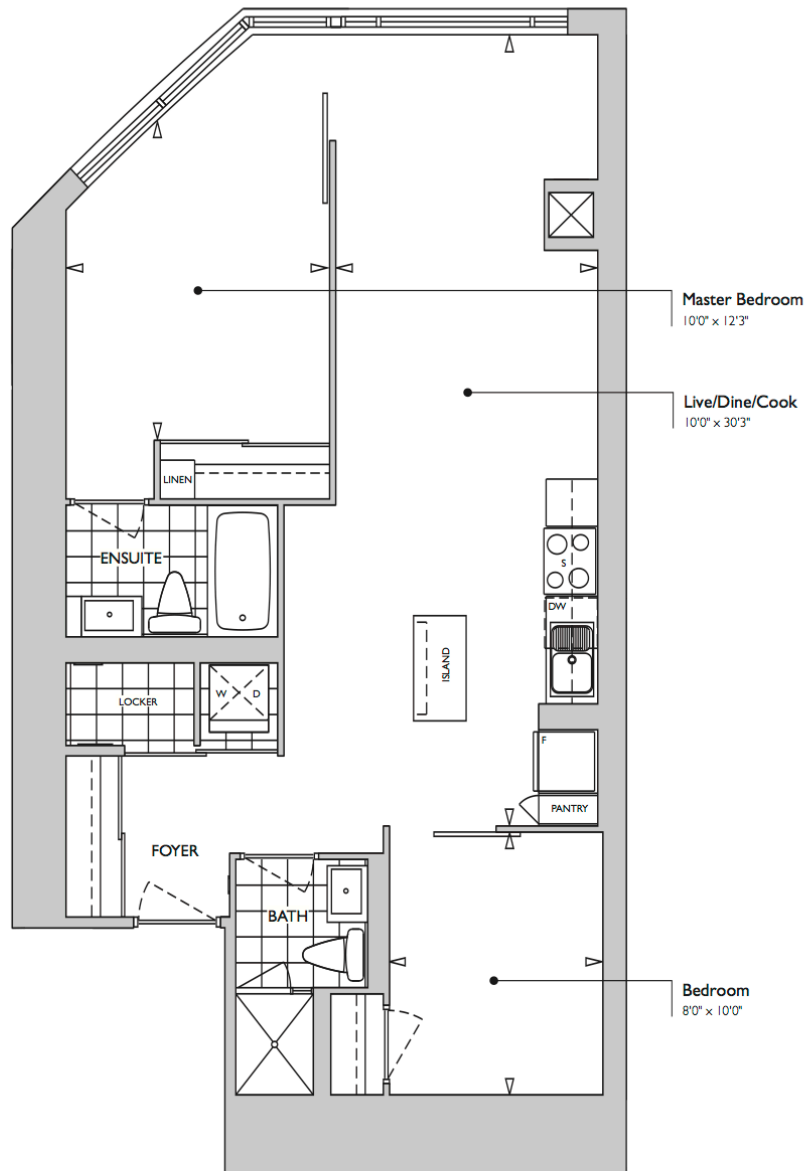 Master Bedroom
10'0" x 12'3"
Live/Dine/Cook
10'0" x 30'3"
LINEN
ENSUITE
S
DW
ISLAND
W D
LOCKER
F
PANTRY
FOYER
BATH
Bedroom
8'0" x 10'0"